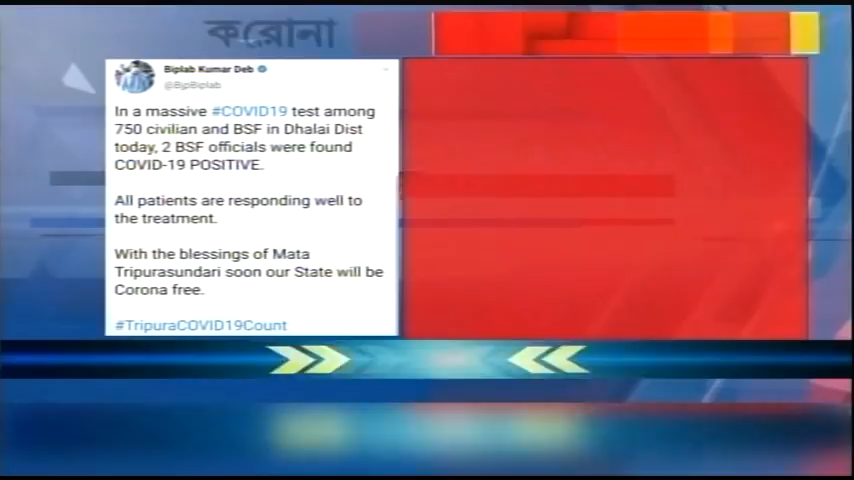 করোনা
Biplab Kumar Deb
@BjpBiplab
In a massive #COVID19 test among
750 civilian and BSF in Dhalai Dist
today, 2 BSF officials were found
COVID-19 POSITIVE.
All patients are responding well to
the treatment.
With the blessings of Mata
Tripurasundari soon our State will be
Corona free.
#TripuraCOVID19Count